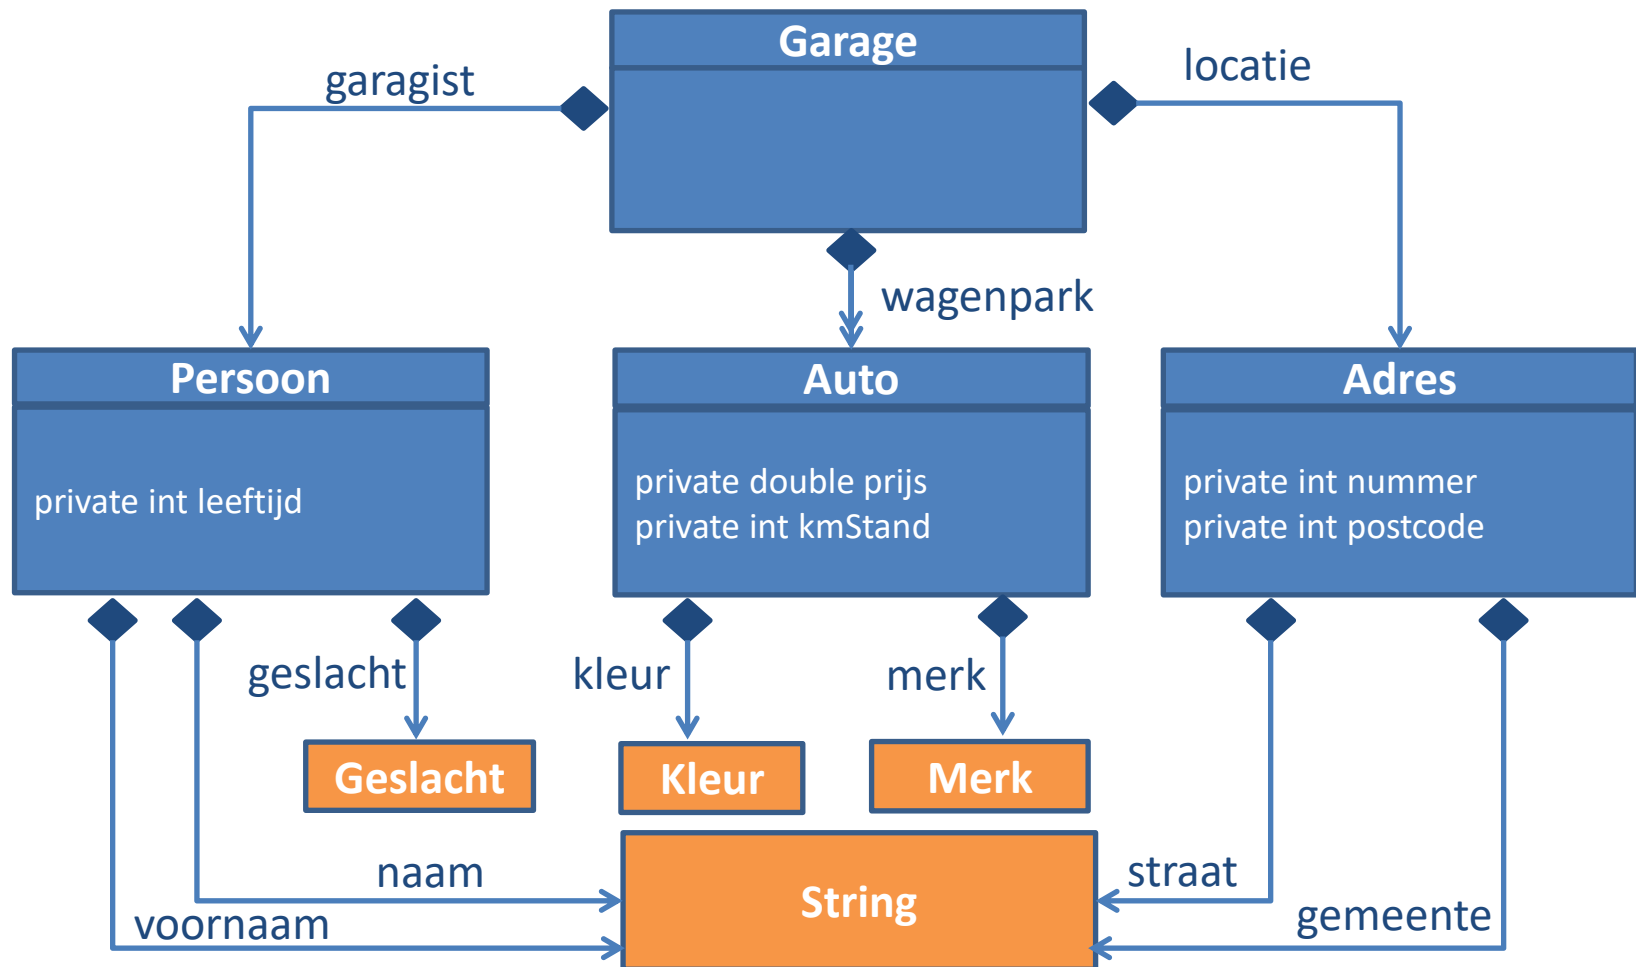 Garage
garagist
locatie
wagenpark
Persoon
private int leeftijd
Auto
private double prijs
private int kmStand
Adres
private int nummer
private int postcode
geslacht
kleur
merk
Geslacht
Kleur
Merk
naam
voornaam
String
straat
gemeente